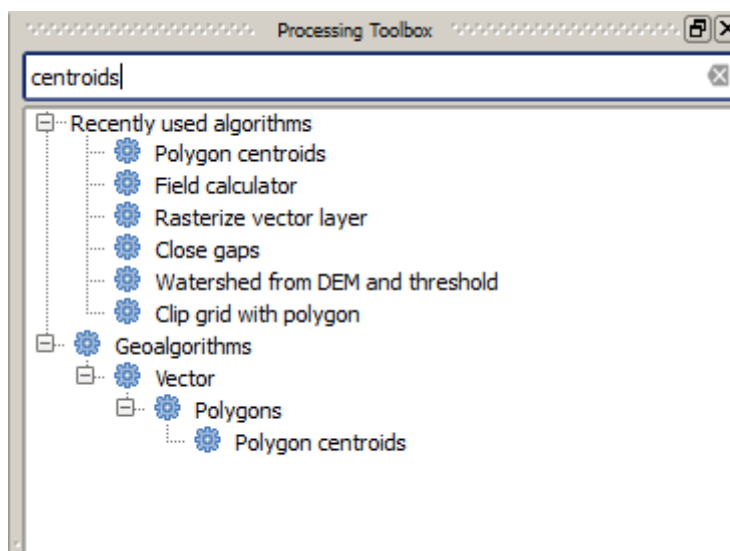 Processing Toolbox
centroids
Recently used algorithms
Polygon centroids
Field calculator
Rasterize vector layer
Close gaps
Watershed from DEM and threshold
Clip grid with polygon
Geoalgorithms
Vector
Polygons
Polygon centroids